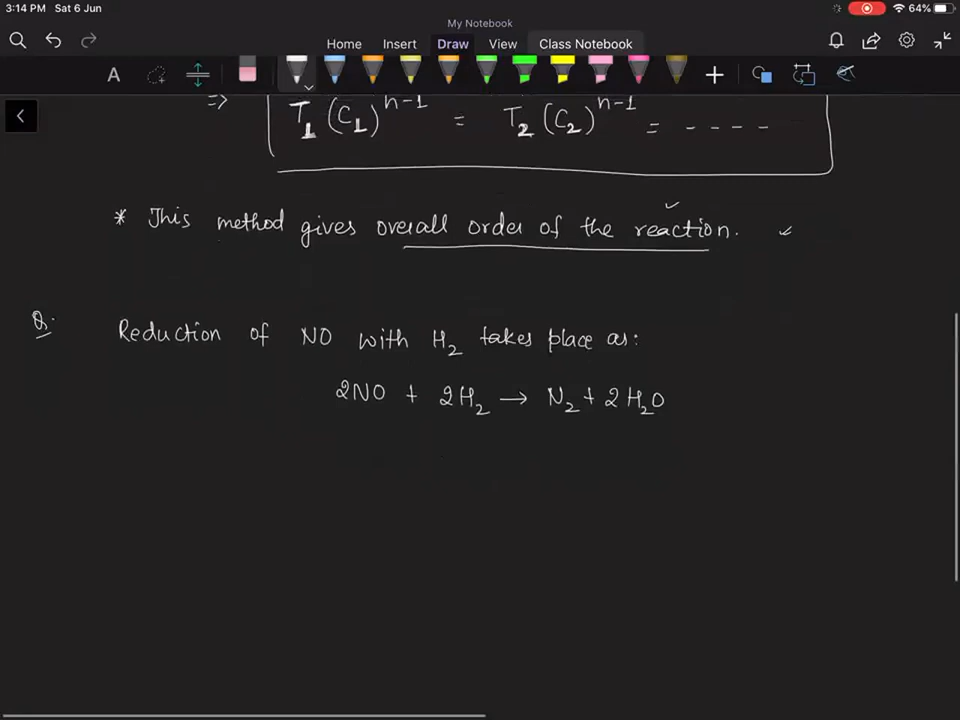 3:14 PM Sat 6 Jun
64%
My Notebook
Home Insert Draw View Class Notebook
A
=> T₁(C₁)ⁿ⁻¹ = T₂(C₂)ⁿ⁻¹ = - - - -
* This method gives overall order of the reaction.
Q. Reduction of NO with H₂ takes place as:
2NO + 2H₂ → N₂ + 2H₂O